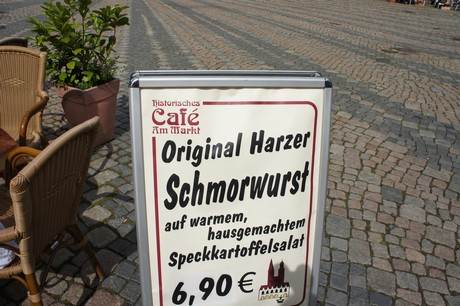 Historisches
Café
Am Markt
Original Harzer
Schmorwurst
auf warmem,
hausgemachtem
Speckkartoffelsalat
6,90 €